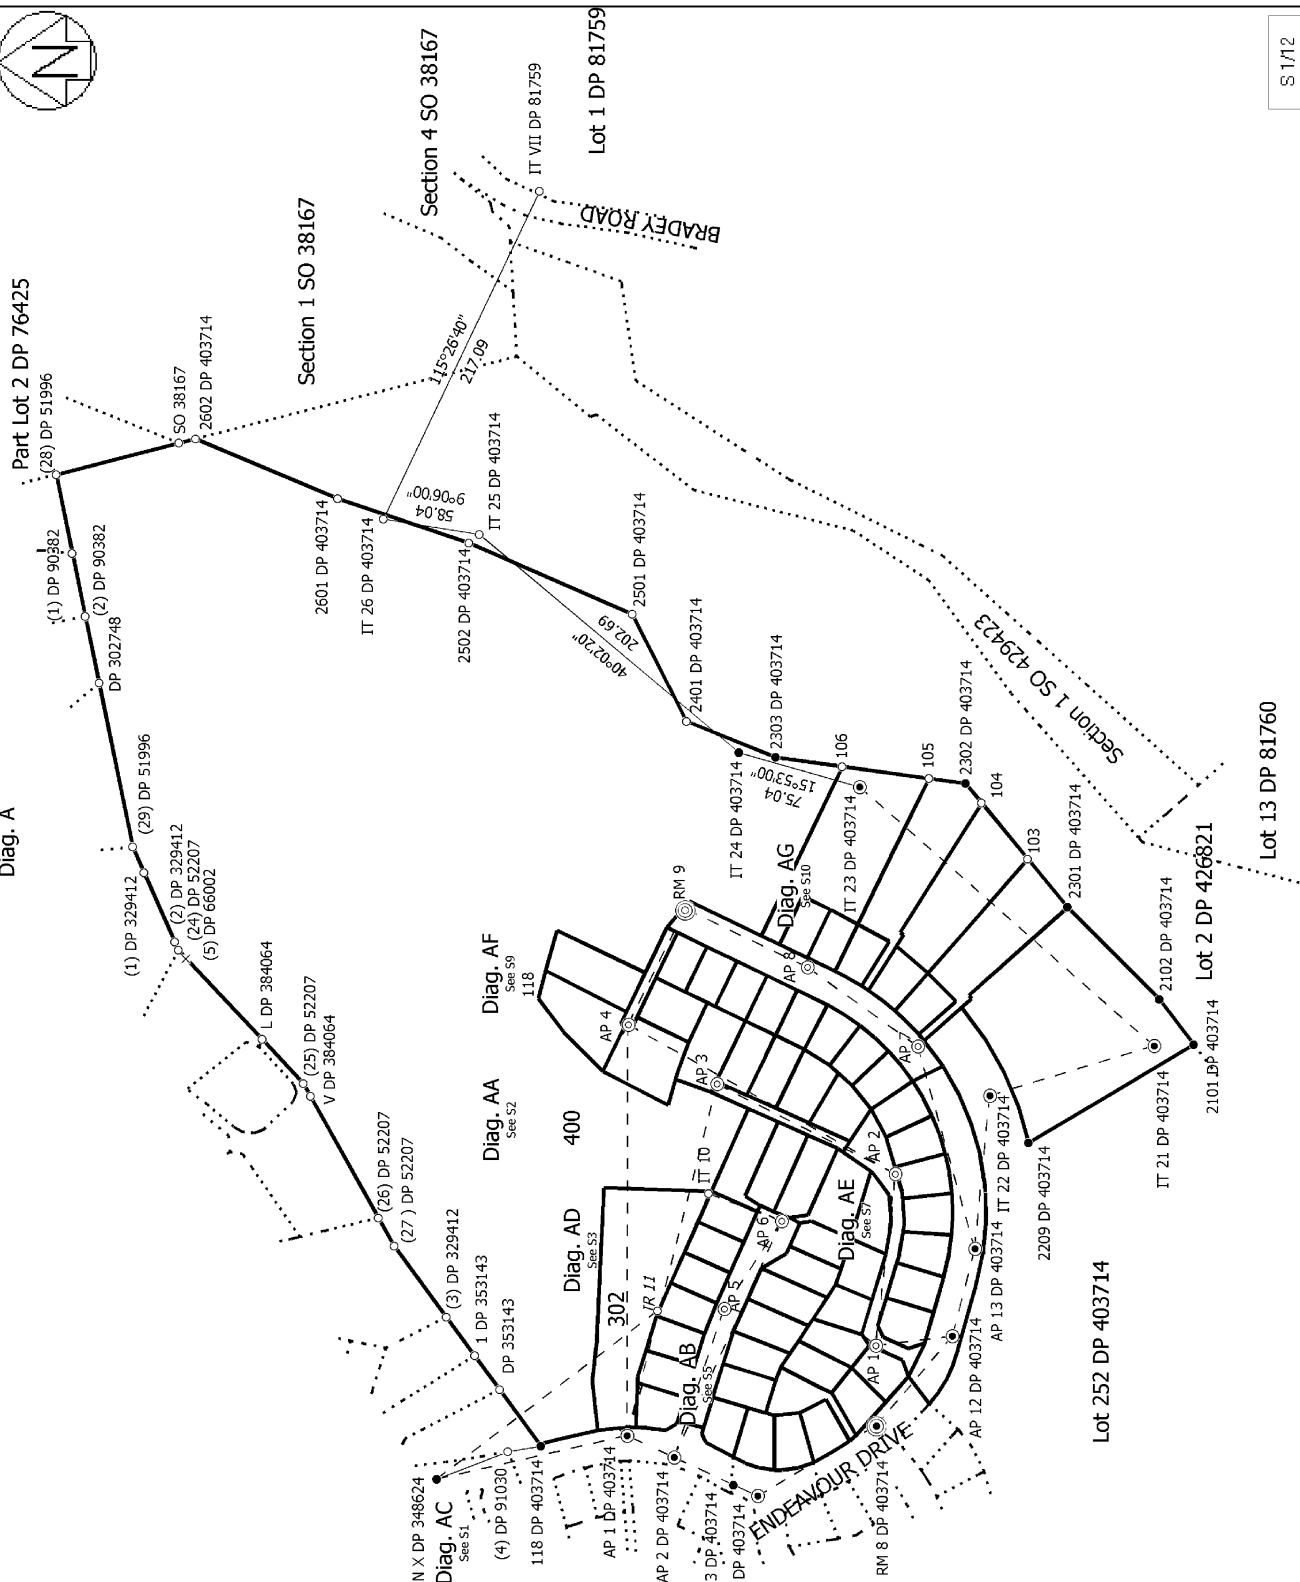 Diag. A
N
Part Lot 2 DP 76425
(28) DP 51996
SO 38167
2602 DP 403714
Section 1 SO 38167
Section 4 SO 38167
Lot 1 DP 81759
IT VII DP 81759
BRADEY ROAD
115°26'40"
217.09
(1) DP 90382
(2) DP 90382
DP 302748
(29) DP 51996
(1) DP 329412
(2) DP 329412
(24) DP 52207
(5) DP 66002
L DP 384064
(25) DP 52207
V DP 384064
(26) DP 52207
(27 ) DP 52207
(3) DP 329412
1 DP 353143
DP 353143
N X DP 348624
Diag. AC
See S1
(4) DP 91030
118 DP 403714
AP 1 DP 403714
AP 2 DP 403714
3 DP 403714
DP 403714
ENDEAVOUR DRIVE
RM 8 DP 403714
2601 DP 403714
IT 26 DP 403714
58.04
9°06'00"
IT 25 DP 403714
2502 DP 403714
2501 DP 403714
202.69
40°02'20"
2401 DP 403714
2303 DP 403714
IT 24 DP 403714
75.04
15°53'00"
IT 23 DP 403714
106
105
2302 DP 403714
104
103
2301 DP 403714
2102 DP 403714
2101 DP 403714
IT 21 DP 403714
IT 22 DP 403714
2209 DP 403714
AP 13 DP 403714
AP 12 DP 403714
Lot 252 DP 403714
Lot 2 DP 426821
Lot 13 DP 81760
Section 1 SO 429423
Diag. AF
See S9
118
RM 9
Diag. AG
See S10
AP 8
AP 7
AP 4
AP 3
AP 2
Diag. AA
See S2
400
IT 10
Diag. AD
See S3
302
IR 11
AP 6
AP 5
Diag. AE
See S7
Diag. AB
See S5
AP 1
S 1/12